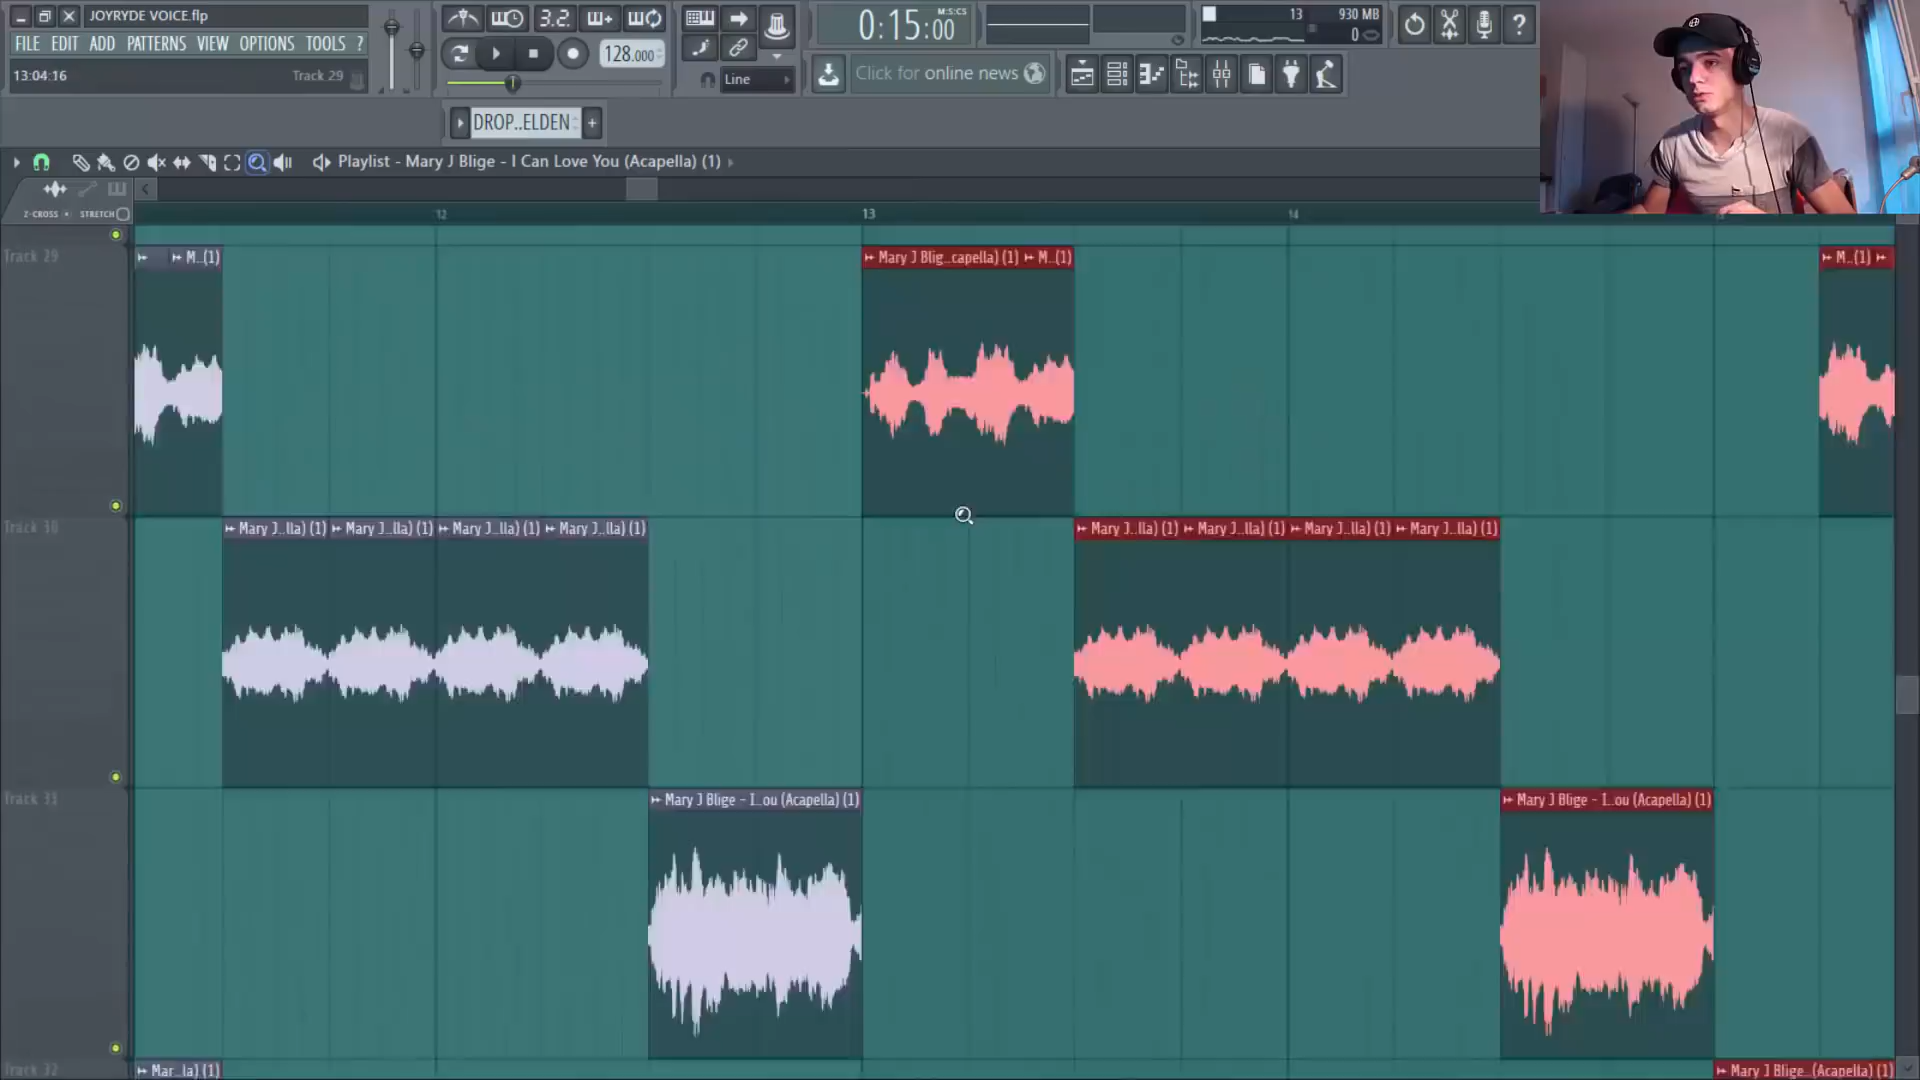 JOYRYDE VOICE.flp
FILE EDIT ADD PATTERNS VIEW OPTIONS TOOLS ?
13:04:16 Track 29
3.2.
128.000
Line
0:15:00 M:S:CS
13 930 MB
0
Click for online news
DROP..ELDEN
Playlist - Mary J Blige - I Can Love You (Acapella) (1)
Z-CROSS STRETCH
12 13 14
Track 29
M..(1) Mary J Blig..capella) (1) M..(1) M..(1)
Track 30
Mary J..lla) (1) Mary J..lla) (1) Mary J..lla) (1) Mary J..lla) (1) Mary J..lla) (1) Mary J..lla) (1) Mary J..lla) (1) Mary J..lla) (1)
Track 31
Mary J Blige - I..ou (Acapella) (1) Mary J Blige - I..ou (Acapella) (1)
Track 32
Mar..la) (1) Mary J Blige..(Acapella) (1)